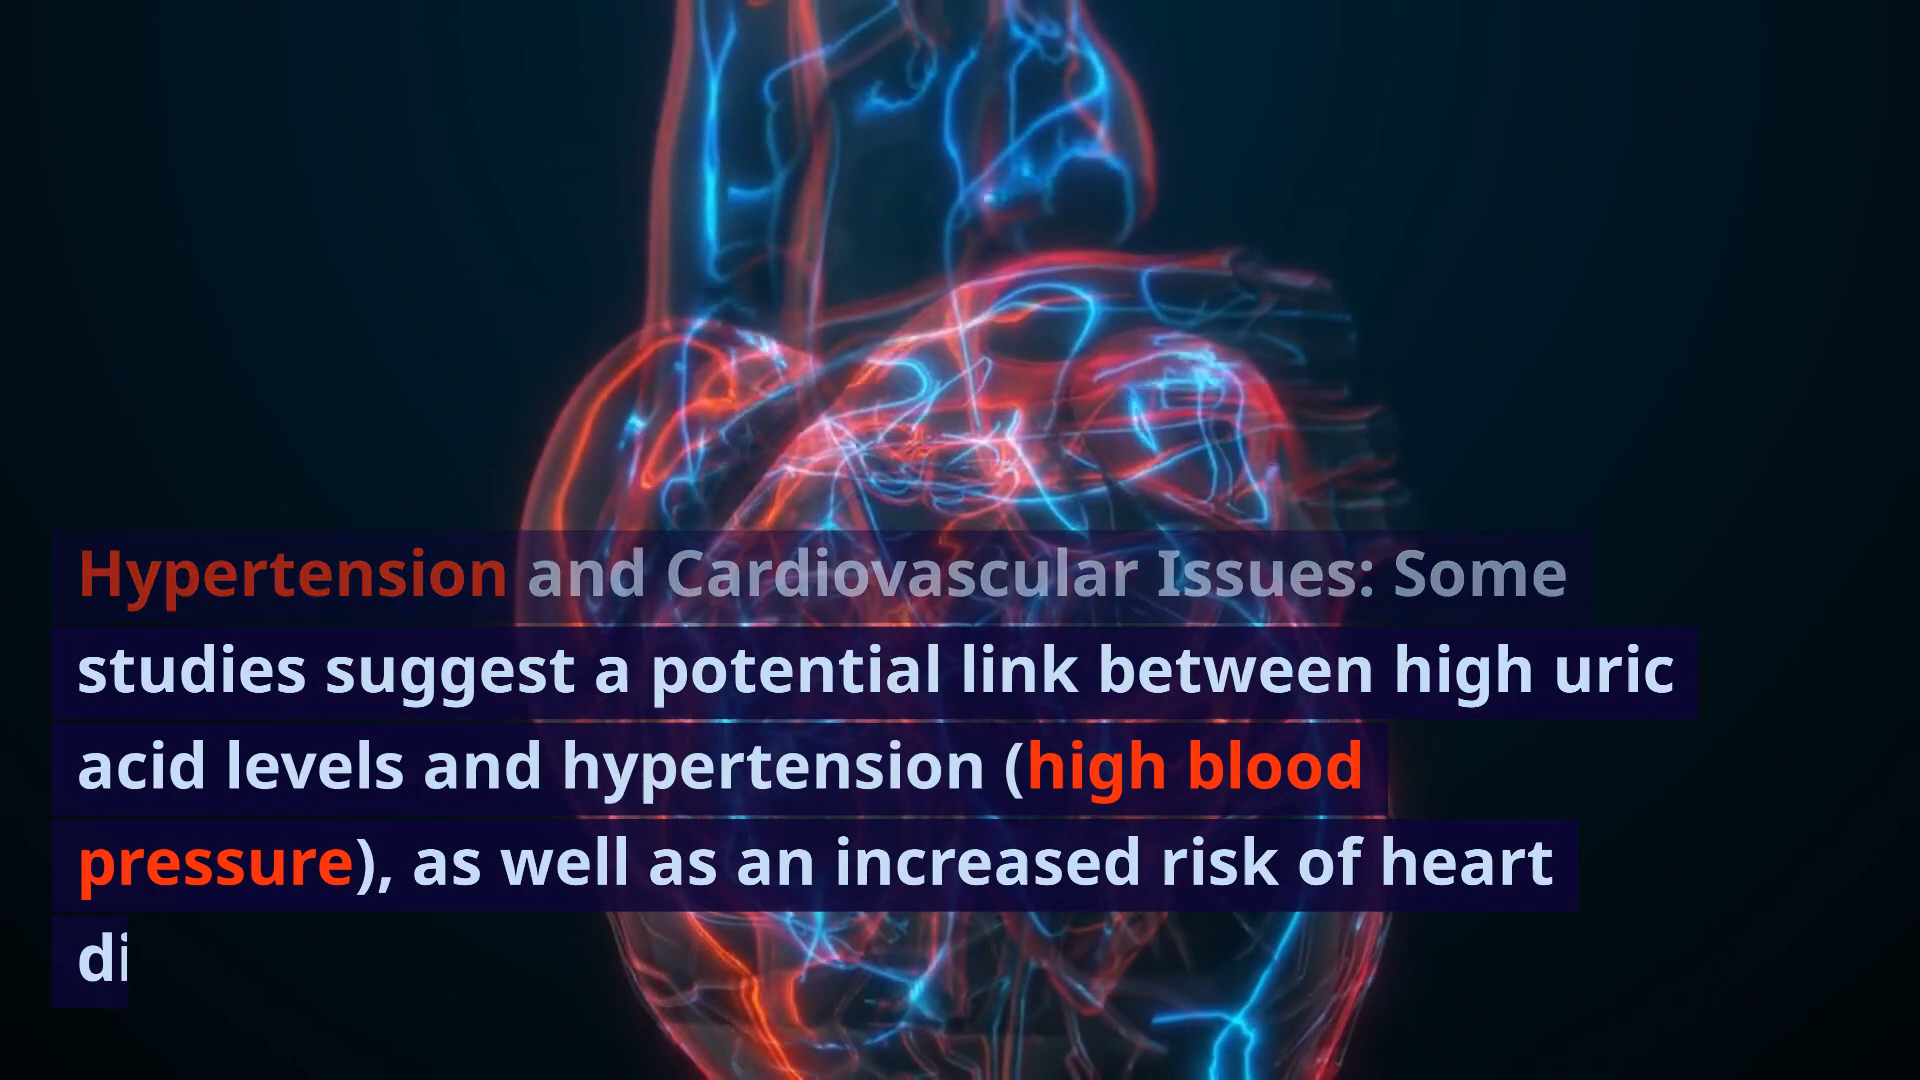 Hypertension and Cardiovascular Issues: Some
studies suggest a potential link between high uric
acid levels and hypertension (high blood
pressure), as well as an increased risk of heart
di